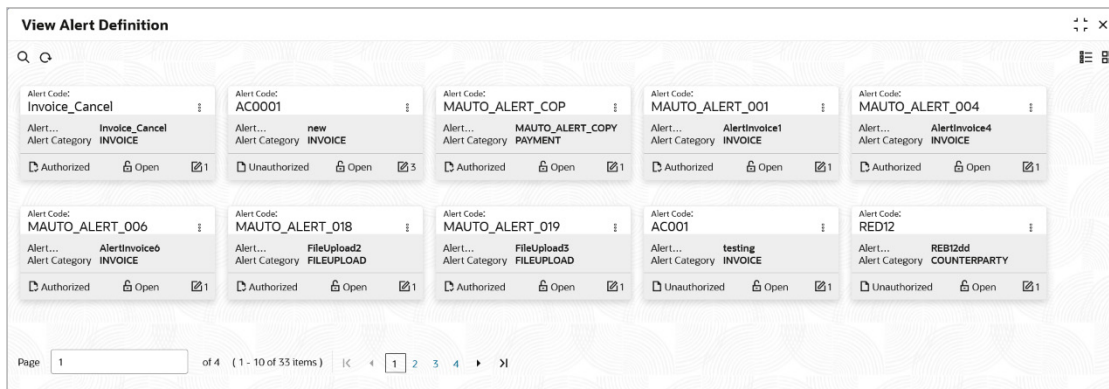 View Alert Definition
Alert Code:
Invoice_Cancel
Alert... Invoice_Cancel
Alert Category INVOICE
Authorized Open 1
Alert Code:
AC0001
Alert... new
Alert Category INVOICE
Unauthorized Open 3
Alert Code:
MAUTO_ALERT_COP
Alert... MAUTO_ALERT_COPY
Alert Category PAYMENT
Authorized Open 1
Alert Code:
MAUTO_ALERT_001
Alert... AlertInvoice1
Alert Category INVOICE
Authorized Open 1
Alert Code:
MAUTO_ALERT_004
Alert... AlertInvoice4
Alert Category INVOICE
Authorized Open 1
Alert Code:
MAUTO_ALERT_006
Alert... AlertInvoice6
Alert Category INVOICE
Authorized Open 1
Alert Code:
MAUTO_ALERT_018
Alert... FileUpload2
Alert Category FILEUPLOAD
Authorized Open 1
Alert Code:
MAUTO_ALERT_019
Alert... FileUpload3
Alert Category FILEUPLOAD
Authorized Open 1
Alert Code:
AC001
Alert... testing
Alert Category INVOICE
Unauthorized Open 1
Alert Code:
RED12
Alert... REB12dd
Alert Category COUNTERPARTY
Unauthorized Open 1
Page 1 of 4 ( 1 - 10 of 33 items ) 1 2 3 4